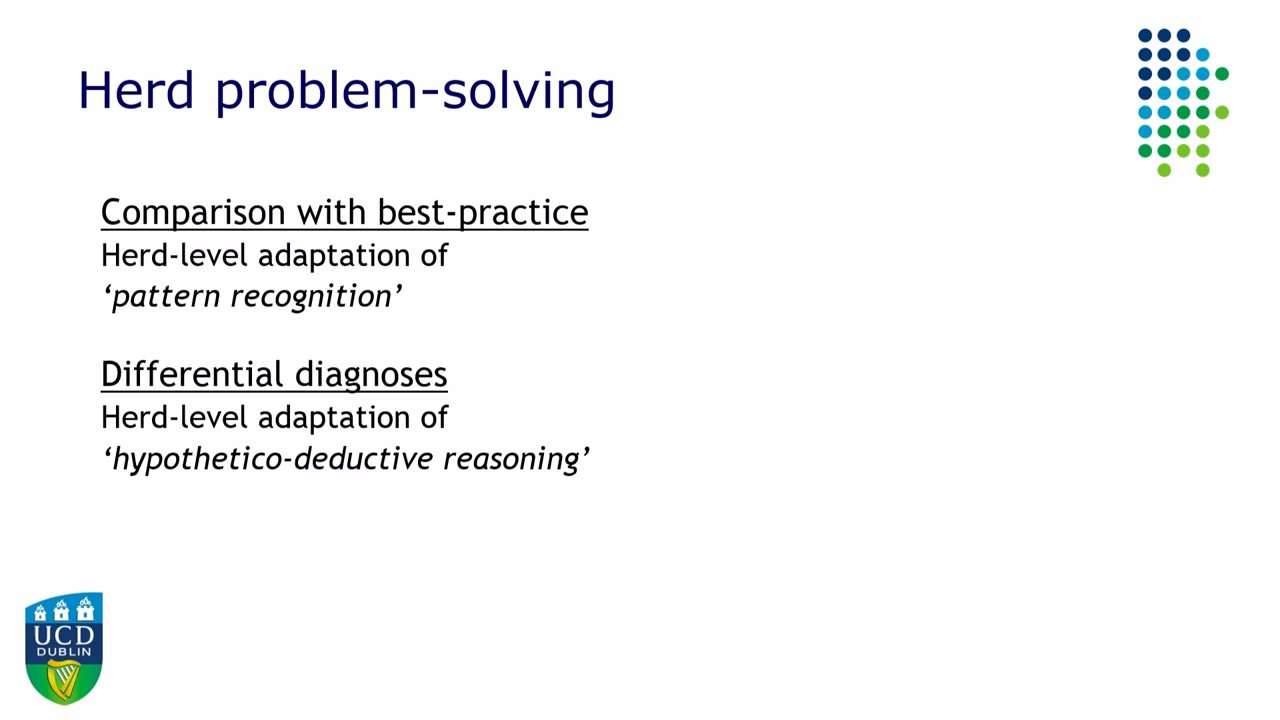 Herd problem-solving
Comparison with best-practice
Herd-level adaptation of
‘pattern recognition’
Differential diagnoses
Herd-level adaptation of
‘hypothetico-deductive reasoning’
UCD
DUBLIN